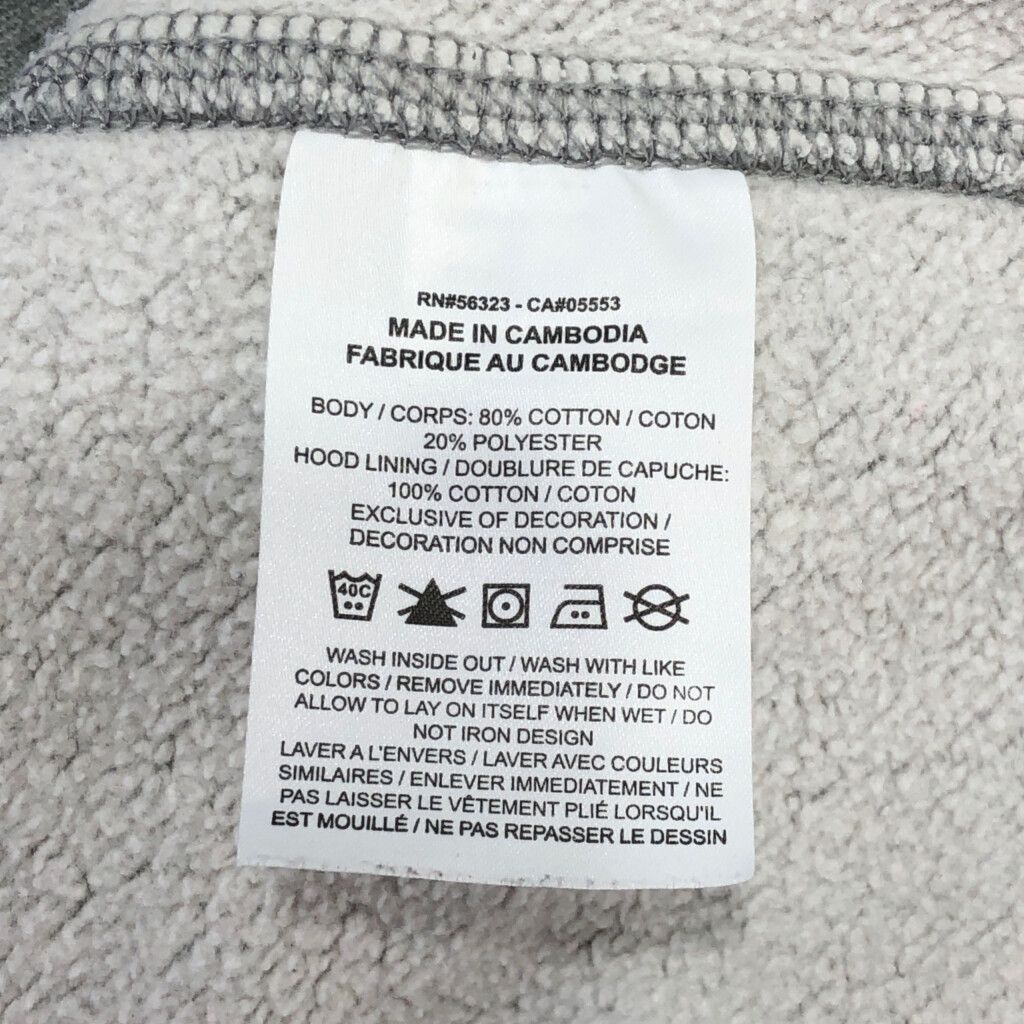 RN#56323 - CA#05553
MADE IN CAMBODIA
FABRIQUE AU CAMBODGE
BODY / CORPS: 80% COTTON / COTON
20% POLYESTER
HOOD LINING / DOUBLURE DE CAPUCHE:
100% COTTON / COTON
EXCLUSIVE OF DECORATION /
DECORATION NON COMPRISE
40C
WASH INSIDE OUT / WASH WITH LIKE
COLORS / REMOVE IMMEDIATELY / DO NOT
ALLOW TO LAY ON ITSELF WHEN WET / DO
NOT IRON DESIGN
LAVER A L'ENVERS / LAVER AVEC COULEURS
SIMILAIRES / ENLEVER IMMEDIATEMENT / NE
PAS LAISSER LE VÊTEMENT PLIÉ LORSQU'IL
EST MOUILLÉ / NE PAS REPASSER LE DESSIN